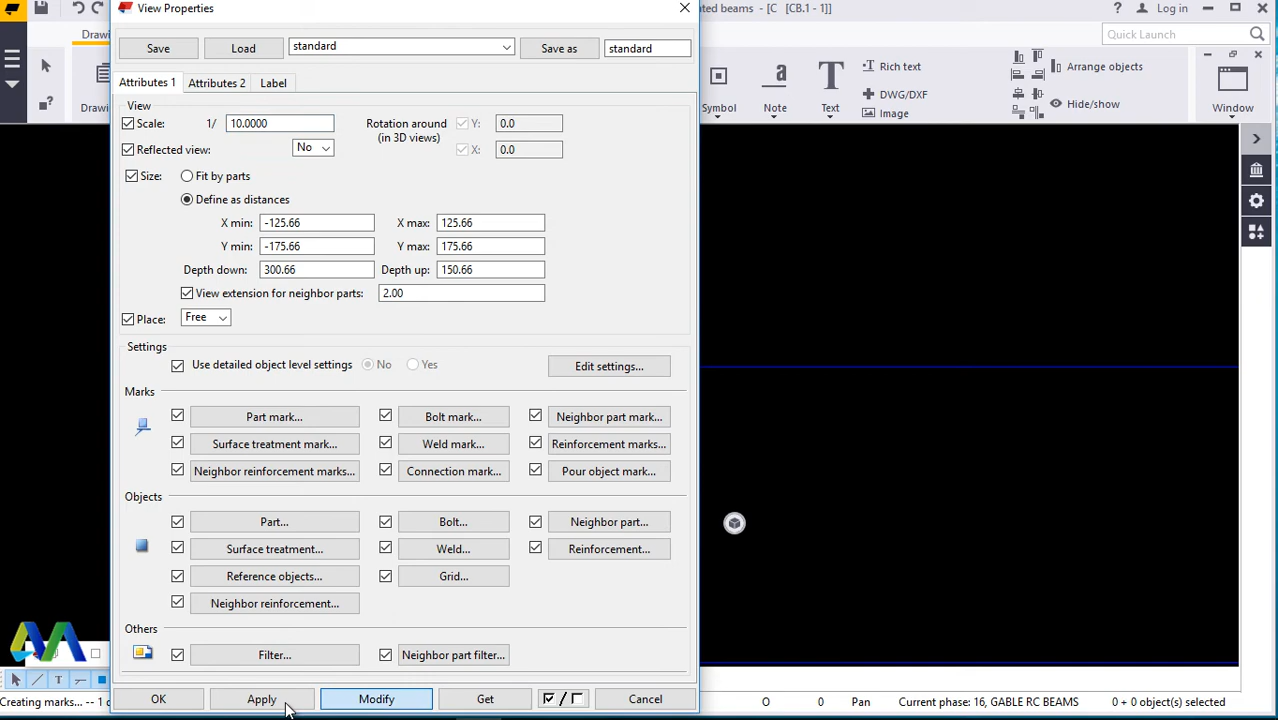 View Properties
ted beams - [C [CB.1 - 1]]
Log in
Save
Load
standard
Save as
standard
Quick Launch
Attributes 1
Attributes 2
Label
Drawin
Drawi
Symbol
Note
Text
Rich text
DWG/DXF
Image
Arrange objects
Hide/show
Window
View
Scale: 1/ 10.0000
Rotation around
(in 3D views)
Y: 0.0
X: 0.0
Reflected view: No
Size:
Fit by parts
Define as distances
X min: -125.66
X max: 125.66
Y min: -175.66
Y max: 175.66
Depth down: 300.66
Depth up: 150.66
View extension for neighbor parts: 2.00
Place: Free
Settings
Use detailed object level settings
No
Yes
Edit settings...
Marks
Part mark...
Bolt mark...
Neighbor part mark...
Surface treatment mark...
Weld mark...
Reinforcement marks...
Neighbor reinforcement marks...
Connection mark...
Pour object mark...
Objects
Part...
Bolt...
Neighbor part...
Surface treatment...
Weld...
Reinforcement...
Reference objects...
Grid...
Neighbor reinforcement...
Others
Filter...
Neighbor part filter...
OK
Apply
Modify
Get
Cancel
Creating marks... -- 1 o
O
0
Pan
Current phase: 16, GABLE RC BEAMS
0 + 0 object(s) selected